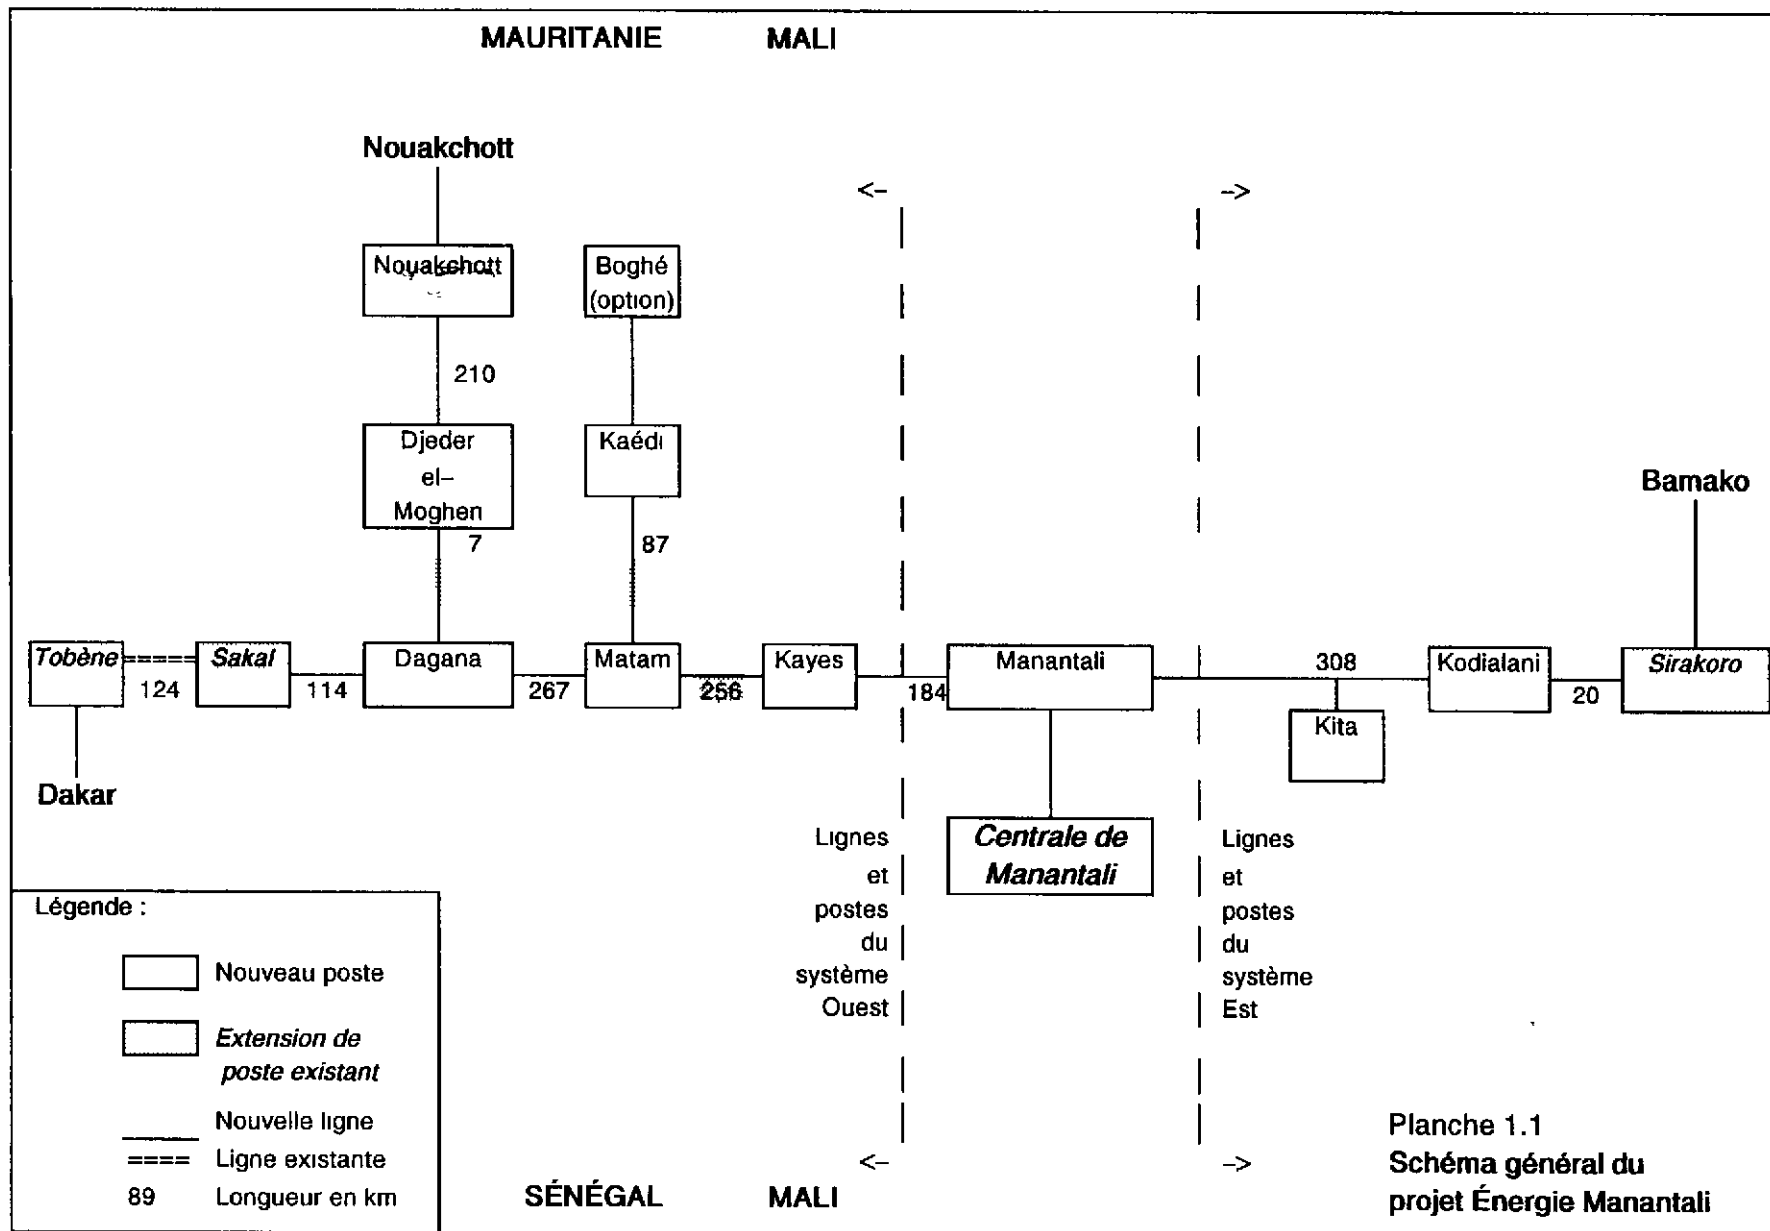 MAURITANIE MALI
Nouakchott
<- ->
Nouakchott
Boghé
(option)
210
Djeder
el–
Moghen
Kaédi
Bamako
7
87
Tobène
Sakal
Dagana
Matam
Kayes
Manantali
308
Kodialani
Sirakoro
124
114
267
256
184
20
Kita
Dakar
Centrale de
Manantali
Lignes
et
postes
du
système
Ouest
Lignes
et
postes
du
système
Est
Légende :
Nouveau poste
Extension de
poste existant
Nouvelle ligne
==== Ligne existante
89 Longueur en km
<- ->
SÉNÉGAL MALI
Planche 1.1
Schéma général du
projet Énergie Manantali